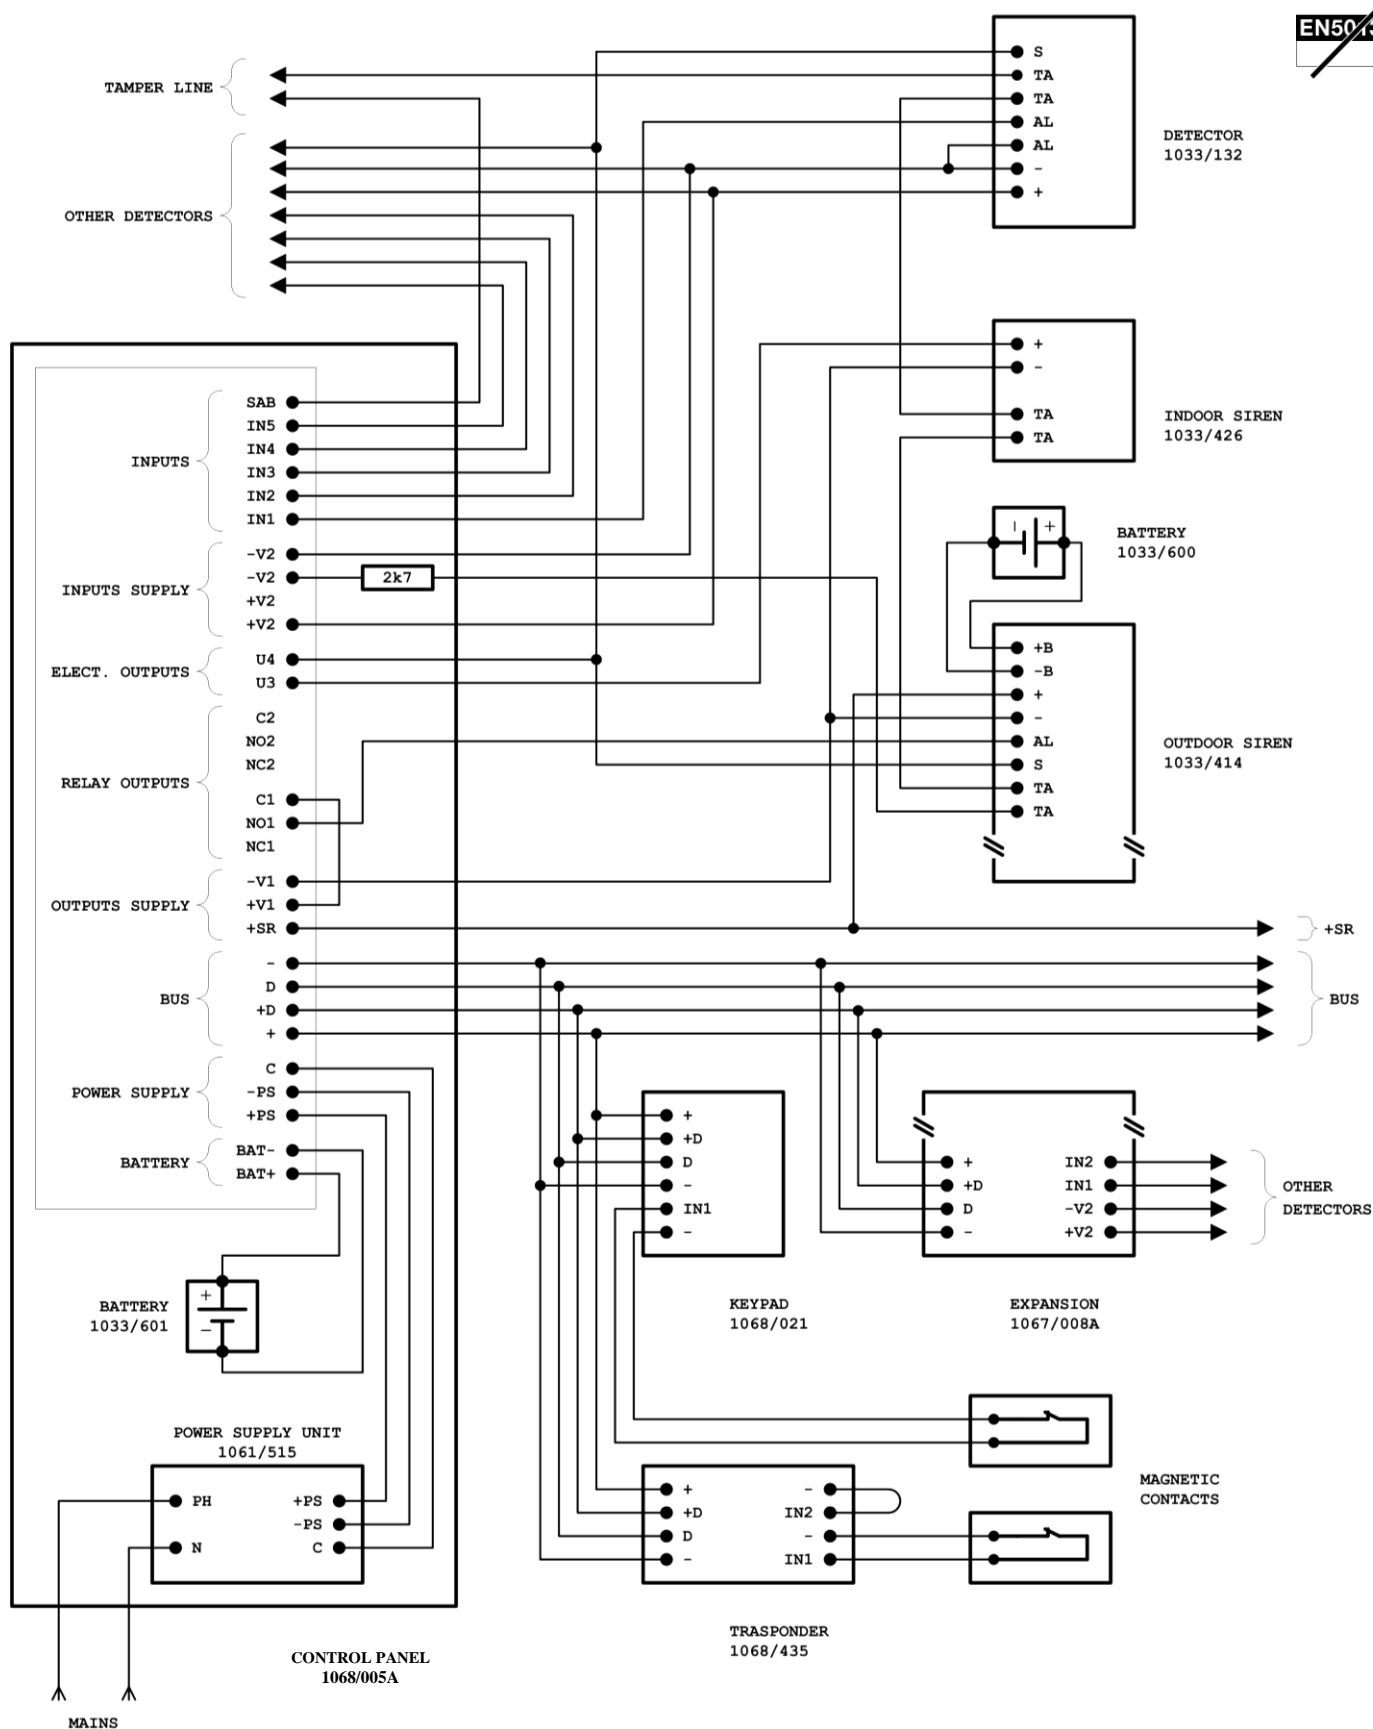 EN5013
TAMPER LINE
OTHER DETECTORS
S
TA
TA
AL
AL
-
+
DETECTOR
1033/132
+
-
TA
TA
INDOOR SIREN
1033/426
- +
BATTERY
1033/600
+B
-B
+
-
AL
S
TA
TA
OUTDOOR SIREN
1033/414
INPUTS
SAB
IN5
IN4
IN3
IN2
IN1
INPUTS SUPPLY
-V2
-V2
+V2
+V2
2k7
ELECT. OUTPUTS
U4
U3
RELAY OUTPUTS
C2
NO2
NC2
C1
NO1
NC1
OUTPUTS SUPPLY
-V1
+V1
+SR
+SR
BUS
-
D
+D
+
BUS
POWER SUPPLY
C
-PS
+PS
BATTERY
BAT-
BAT+
+
+D
D
-
IN1
-
KEYPAD
1068/021
+
+D
D
-
IN2
IN1
-V2
+V2
EXPANSION
1067/008A
OTHER
DETECTORS
BATTERY
1033/601
+
-
POWER SUPPLY UNIT
1061/515
PH
N
+PS
-PS
C
+
+D
D
-
-
IN2
-
IN1
TRASPONDER
1068/435
MAGNETIC
CONTACTS
CONTROL PANEL
1068/005A
MAINS